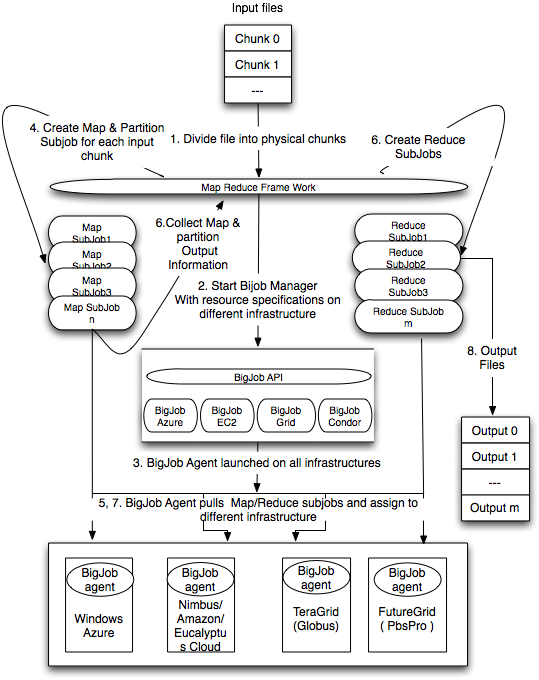 Input files
Chunk 0
Chunk 1
---
4. Create Map & Partition
Subjob for each input
chunk
1. Divide file into physical chunks
6. Create Reduce
SubJobs
Map Reduce Frame Work
Map
SubJob1
Map
SubJob2
Map
SubJob3
Map SubJob
n
6.Collect Map &
partition
Output
Information
Reduce
SubJob1
Reduce
SubJob2
Reduce
SubJob3
Reduce SubJob
m
2. Start Bijob Manager
With resource specifications on
different infrastructure
BigJob API
BigJob
Azure
BigJob
EC2
BigJob
Grid
BigJob
Condor
8. Output
Files
Output 0
Output 1
---
Output m
3. BigJob Agent launched on all infrastructures
5, 7. BigJob Agent pulls Map/Reduce subjobs and assign to
different infrastructure
BigJob
agent
Windows
Azure
BigJob
agent
Nimbus/
Amazon/
Eucalyptu
s Cloud
BigJob
agent
TeraGrid
(Globus)
BigJob
agent
FutureGrid
( PbsPro )